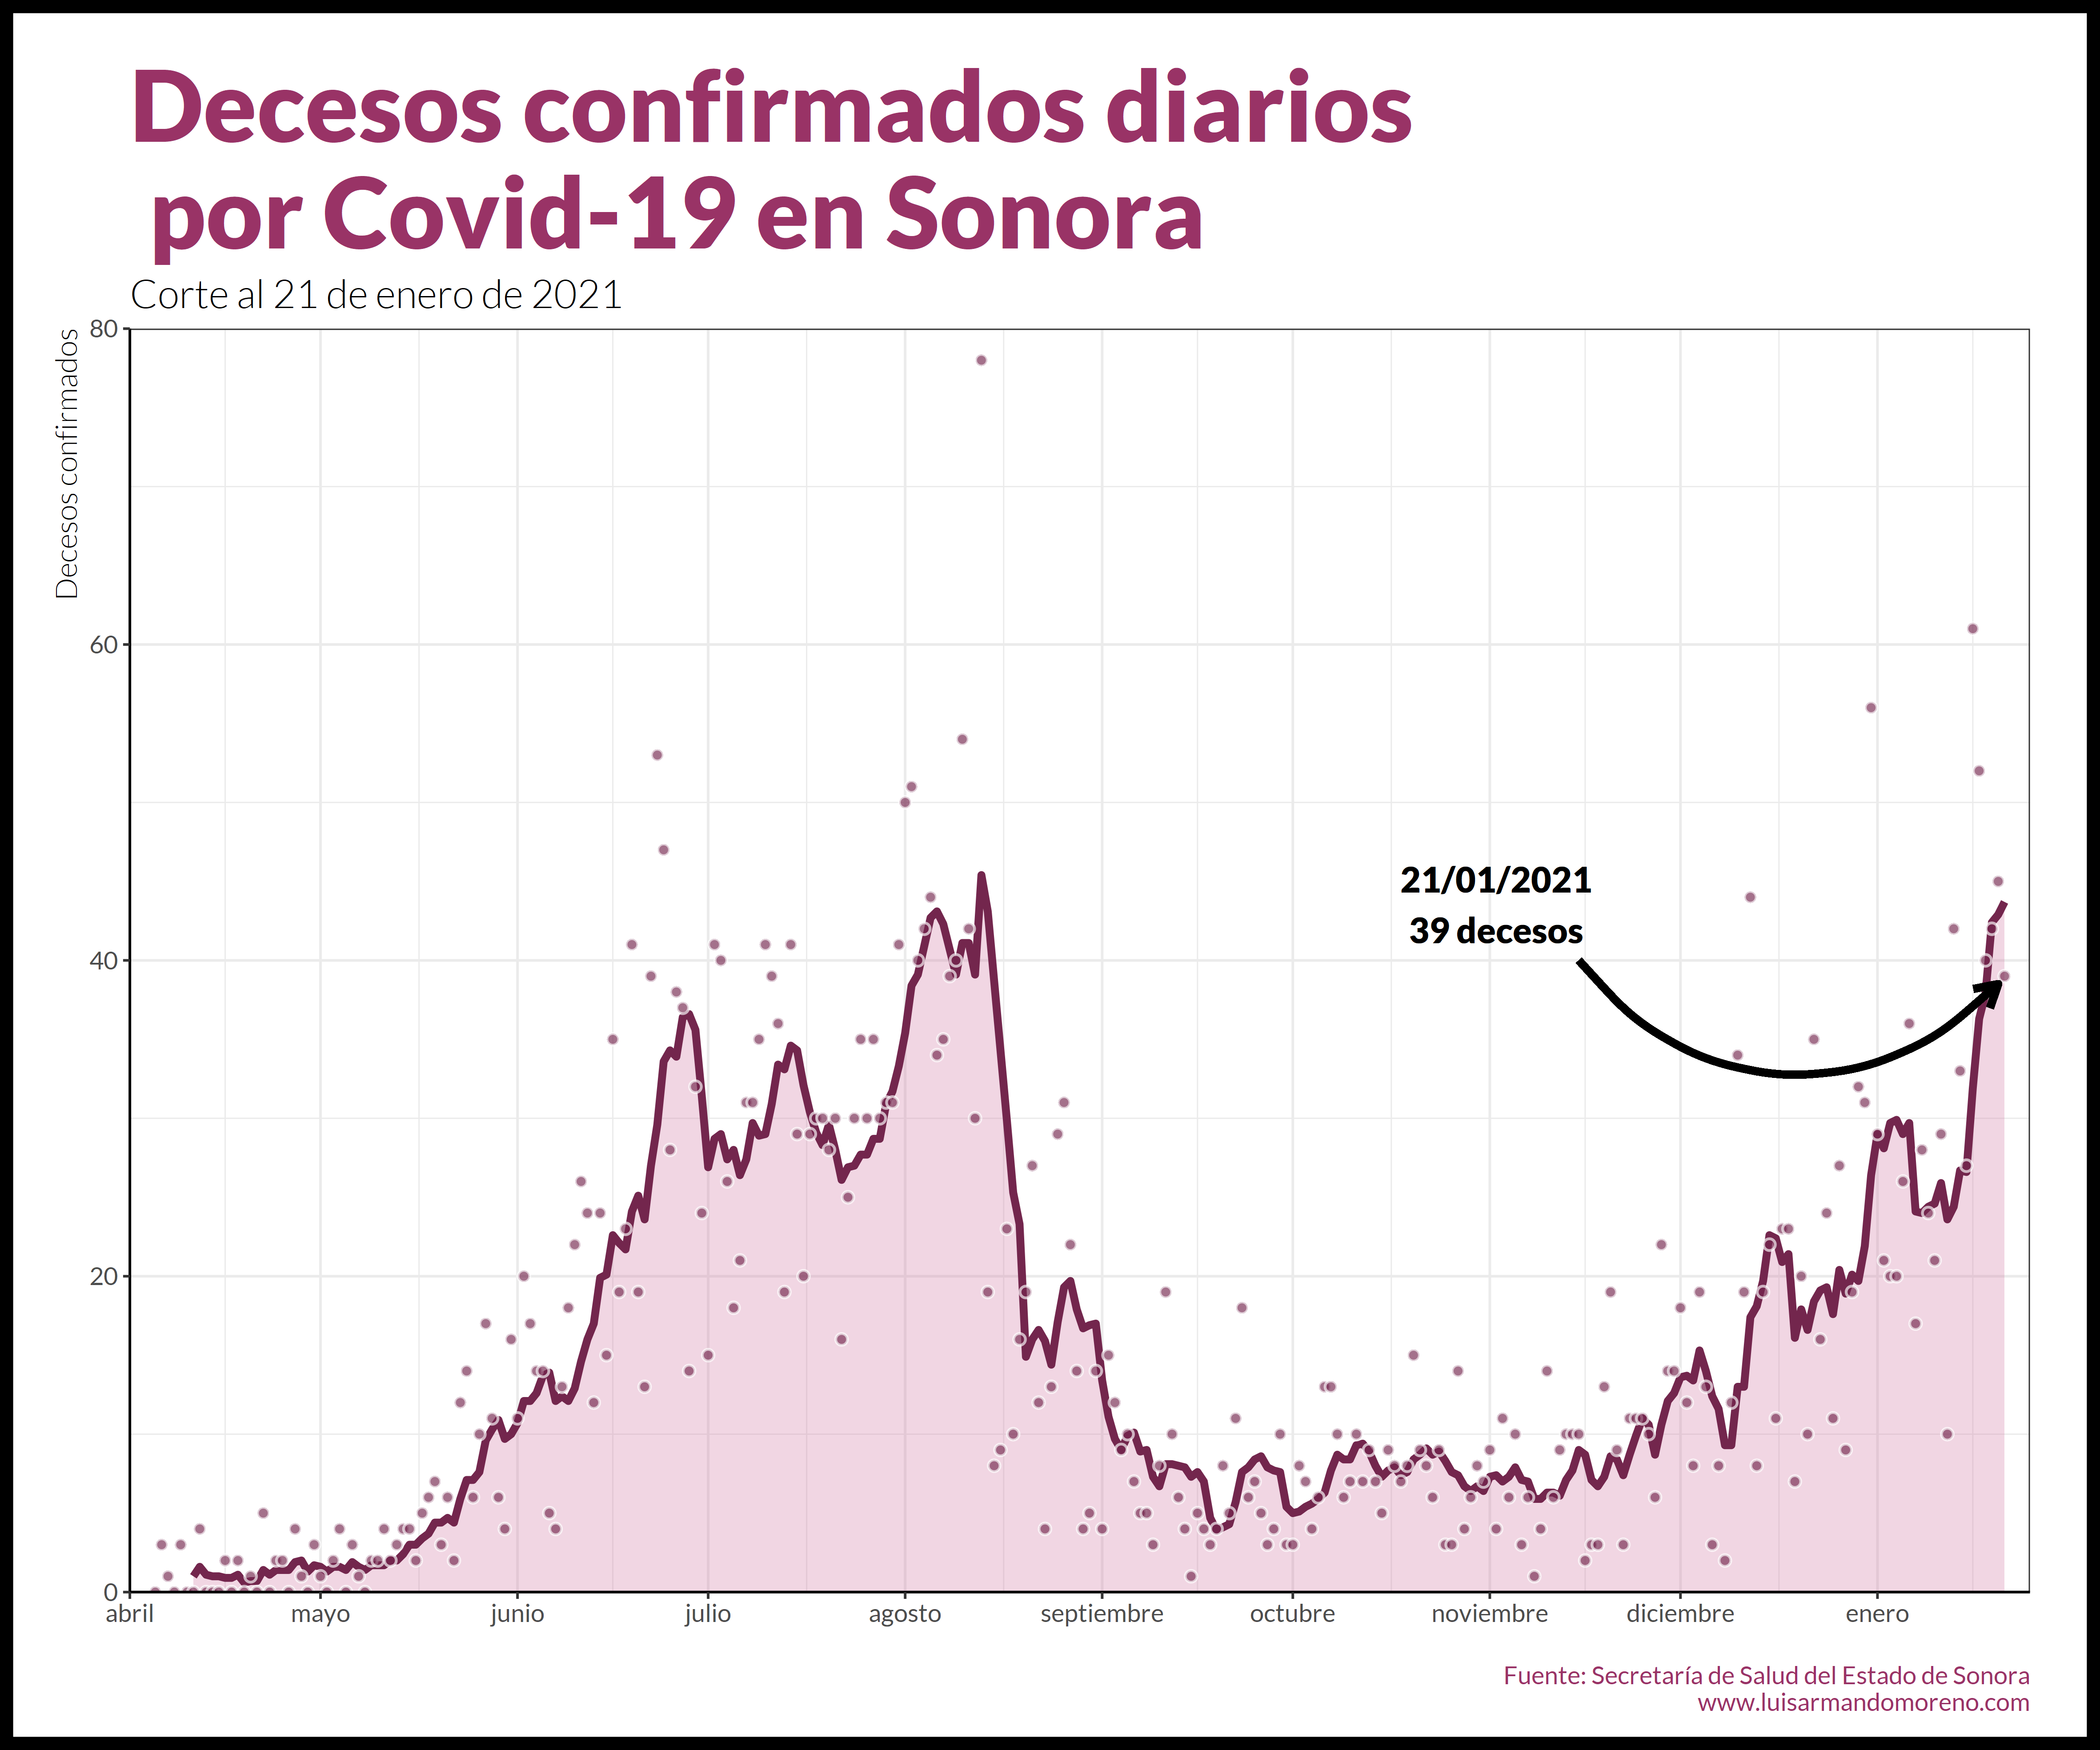 Decesos confirmados diarios
por Covid-19 en Sonora
Corte al 21 de enero de 2021
Decesos confirmados
80
60
40
20
0
21/01/2021
39 decesos
abril mayo junio julio agosto septiembre octubre noviembre diciembre enero
Fuente: Secretaría de Salud del Estado de Sonora
www.luisarmandomoreno.com